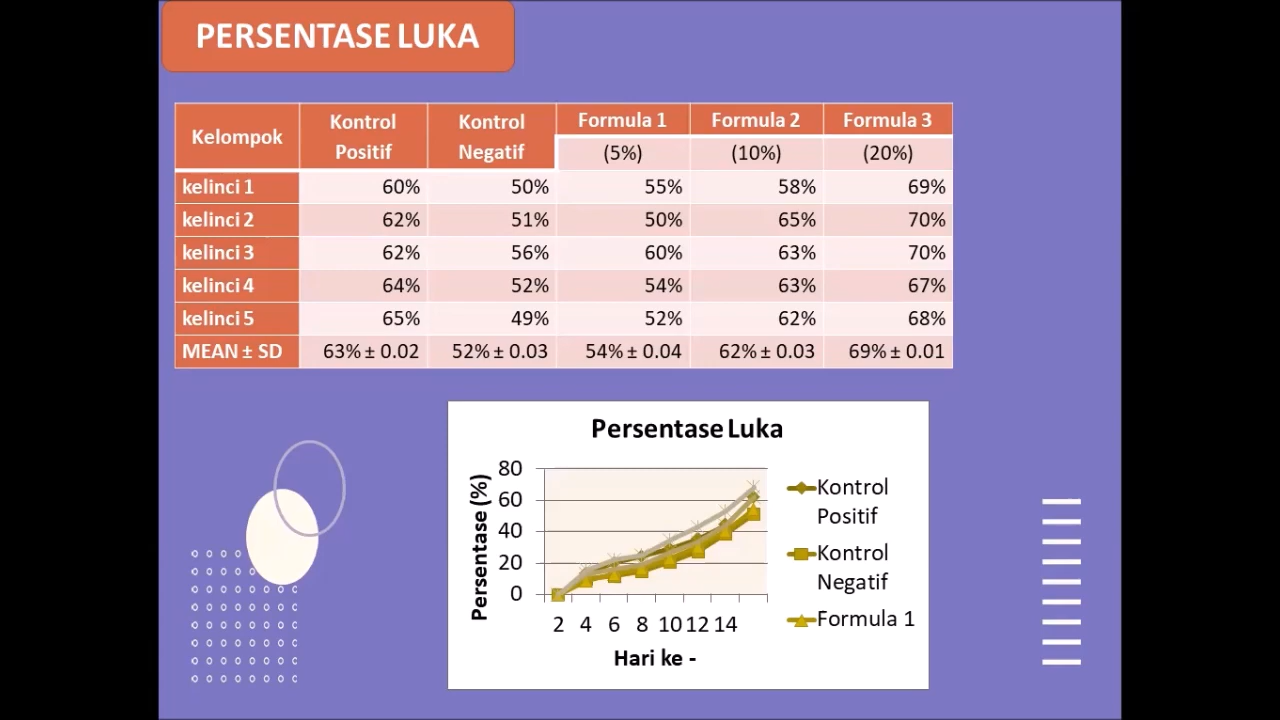 PERSENTASE LUKA
Kelompok Kontrol Positif Kontrol Negatif Formula 1 Formula 2 Formula 3
(5%) (10%) (20%)
kelinci 1 60% 50% 55% 58% 69%
kelinci 2 62% 51% 50% 65% 70%
kelinci 3 62% 56% 60% 63% 70%
kelinci 4 64% 52% 54% 63% 67%
kelinci 5 65% 49% 52% 62% 68%
MEAN ± SD 63% ± 0.02 52% ± 0.03 54% ± 0.04 62% ± 0.03 69% ± 0.01
Persentase Luka
Persentase (%)
80
60
40
20
0
2 4 6 8 10 12 14
Hari ke -
Kontrol
Positif
Kontrol
Negatif
Formula 1